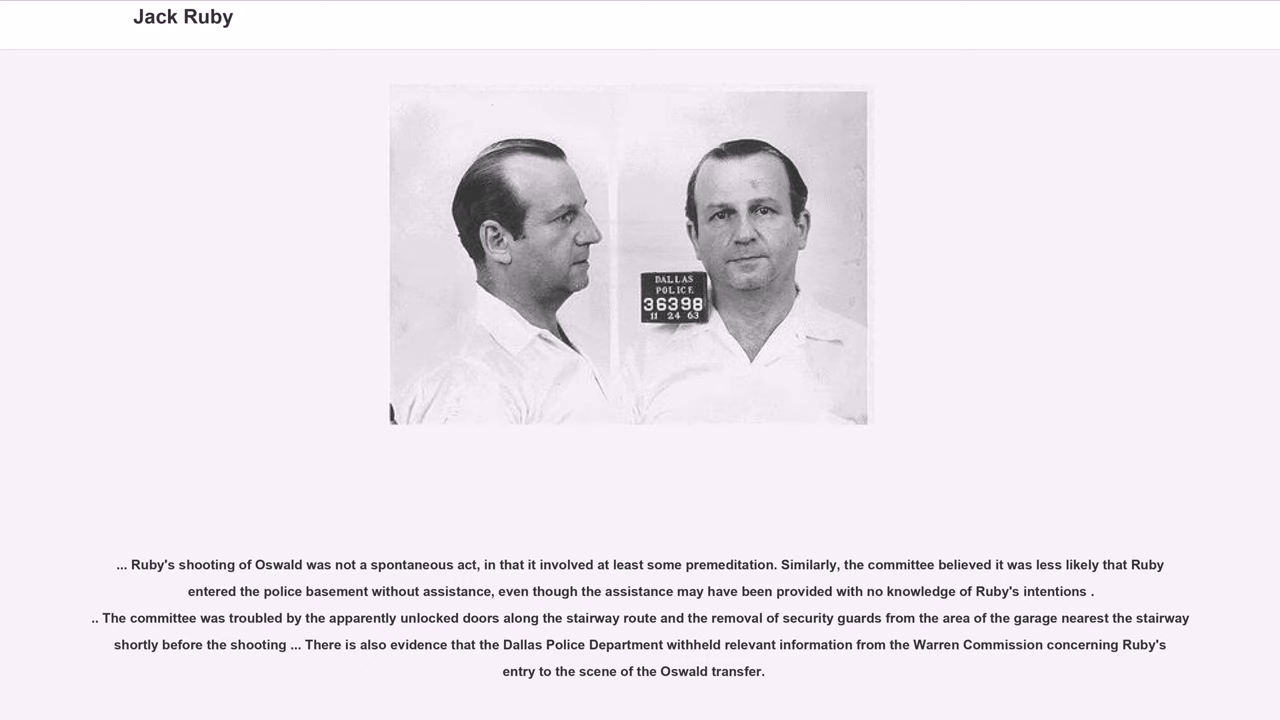 Jack Ruby
DALLAS
POLICE
36398
11 24 63
... Ruby's shooting of Oswald was not a spontaneous act, in that it involved at least some premeditation. Similarly, the committee believed it was less likely that Ruby
entered the police basement without assistance, even though the assistance may have been provided with no knowledge of Ruby's intentions .
.. The committee was troubled by the apparently unlocked doors along the stairway route and the removal of security guards from the area of the garage nearest the stairway
shortly before the shooting ... There is also evidence that the Dallas Police Department withheld relevant information from the Warren Commission concerning Ruby's
entry to the scene of the Oswald transfer.